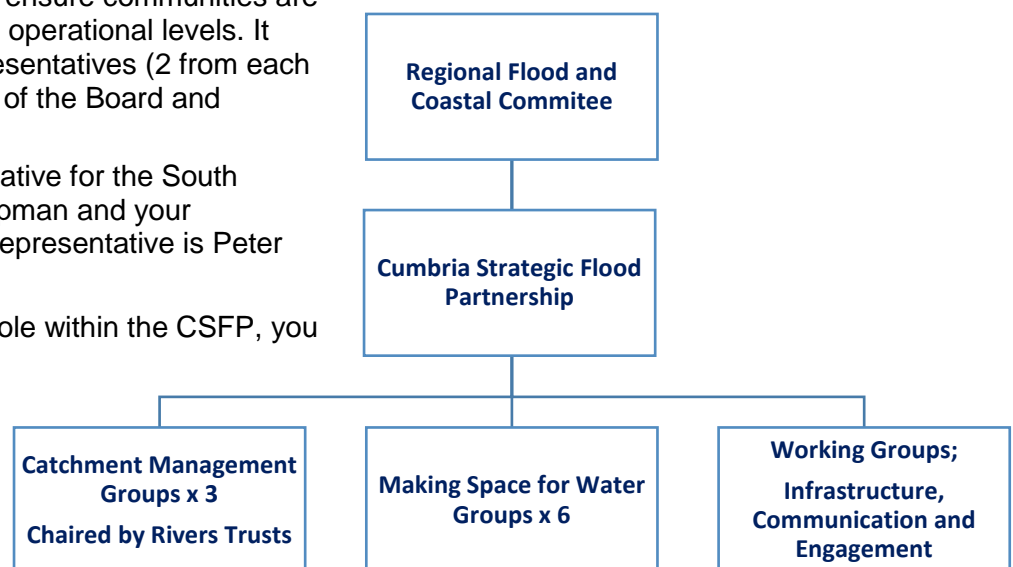 ensure communities are
operational levels. It
esentatives (2 from each
of the Board and
ative for the South
oman and your
epresentative is Peter
ole within the CSFP, you
Regional Flood and
Coastal Commitee
Cumbria Strategic Flood
Partnership
Catchment Management
Groups x 3
Chaired by Rivers Trusts
Making Space for Water
Groups x 6
Working Groups;
Infrastructure,
Communication and
Engagement